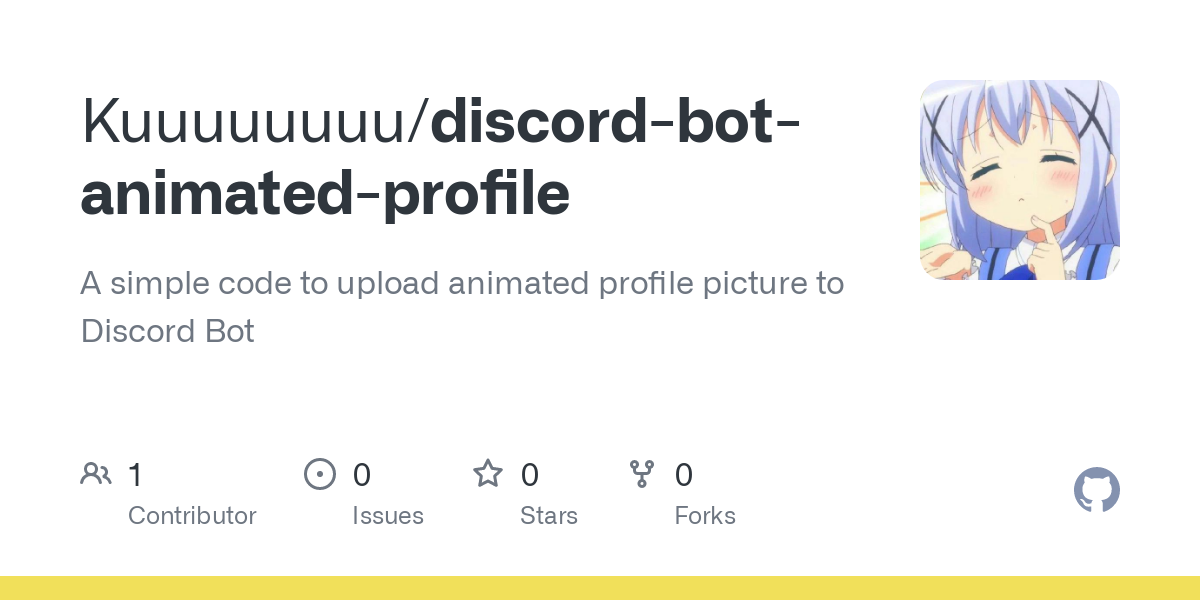 Kuuuuuuuu/discord-bot-
animated-profile
A simple code to upload animated profile picture to
Discord Bot
1
Contributor
0
Issues
0
Stars
0
Forks